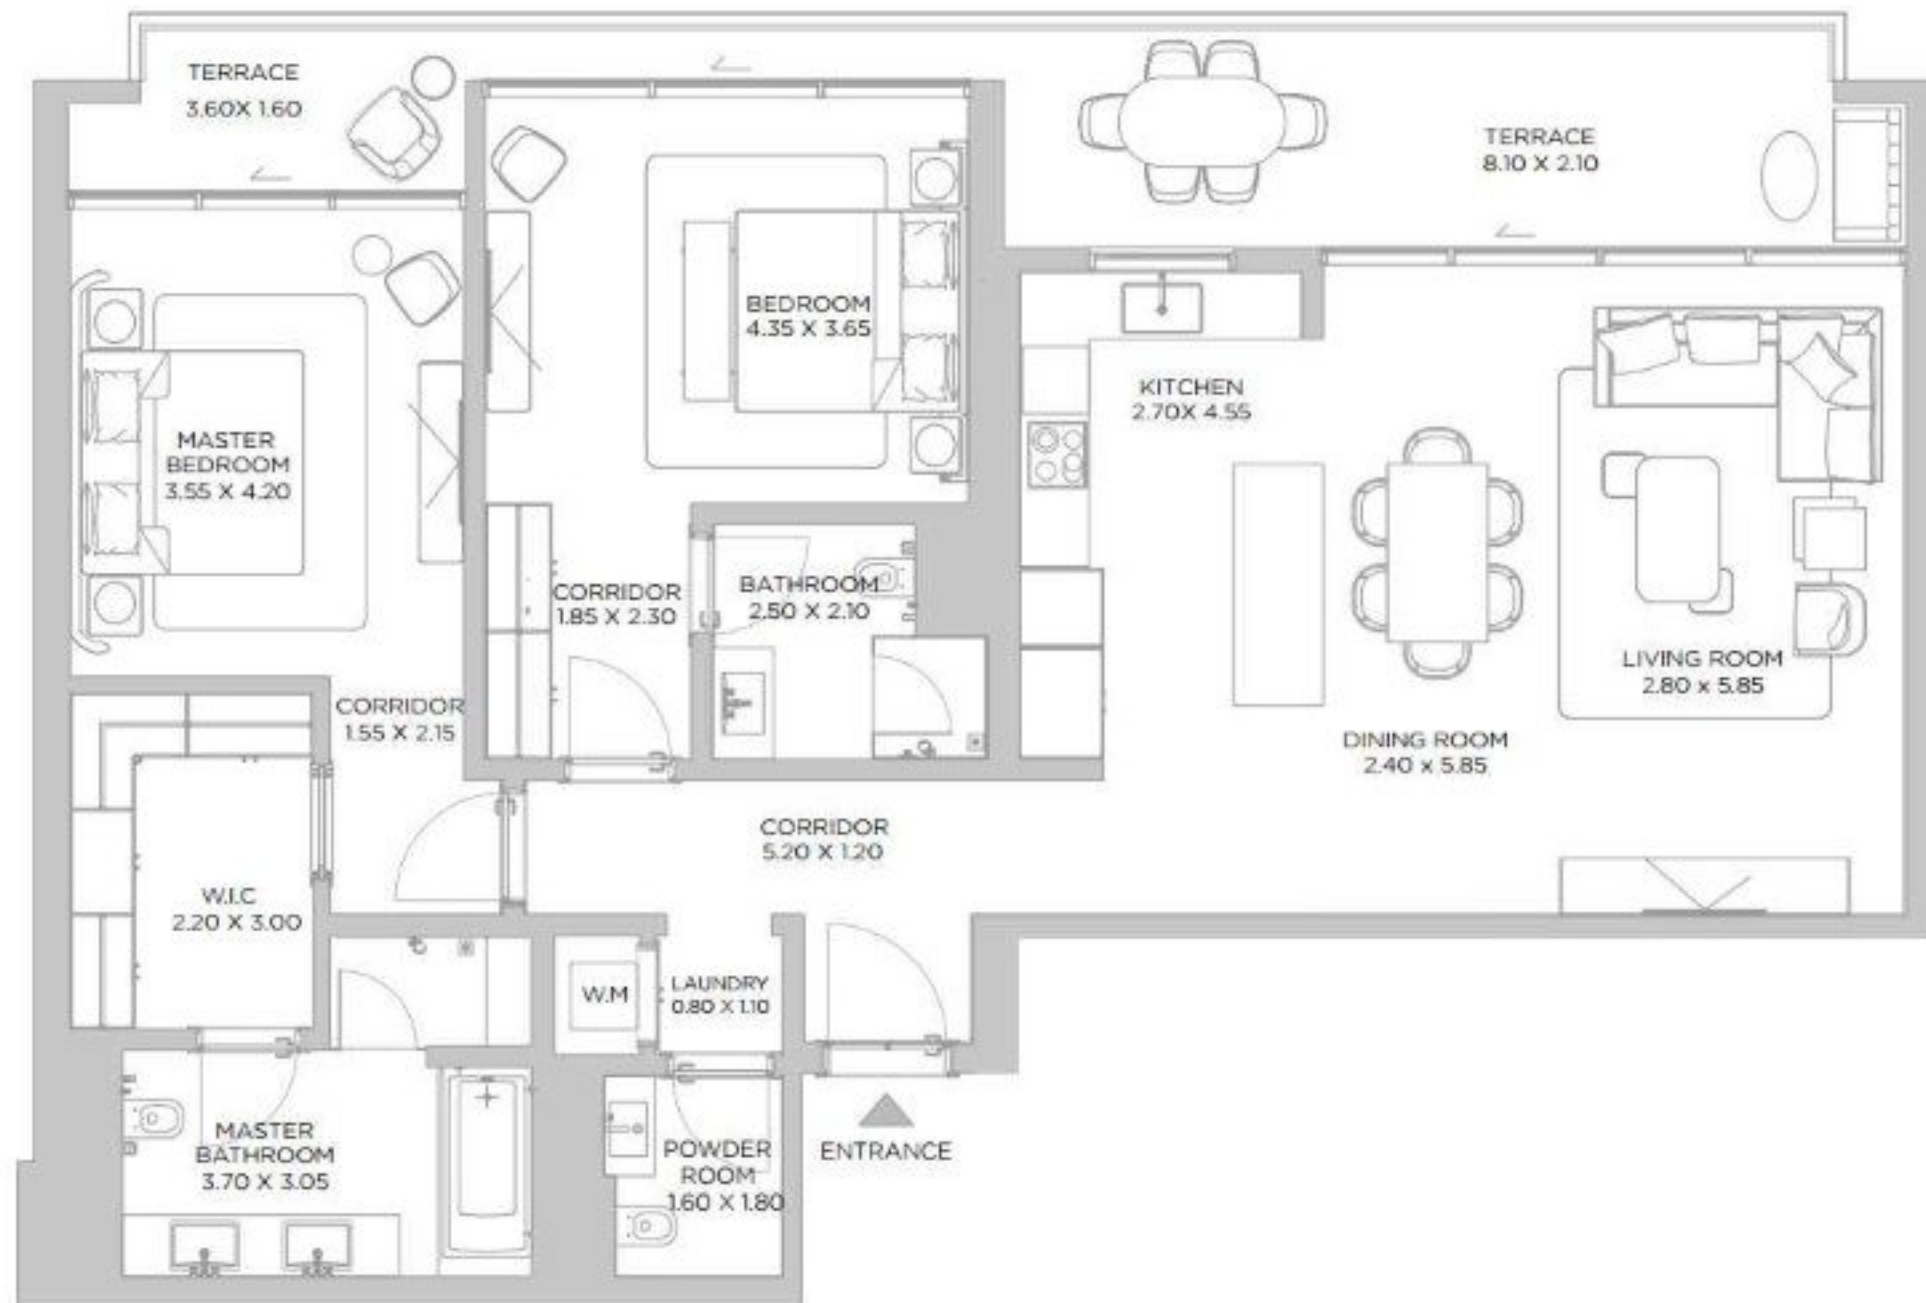 TERRACE
3.60X 1.60
TERRACE
8.10 X 2.10
BEDROOM
4.35 X 3.65
KITCHEN
2.70X 4.55
MASTER
BEDROOM
3.55 X 4.20
CORRIDOR
1.85 X 2.30
BATHROOM
2.50 X 2.10
LIVING ROOM
2.80 x 5.85
CORRIDOR
1.55 X 2.15
DINING ROOM
2.40 x 5.85
CORRIDOR
5.20 X 1.20
W.I.C
2.20 X 3.00
W.M
LAUNDRY
0.80 X 1.10
MASTER
BATHROOM
3.70 X 3.05
POWDER
ROOM
1.60 X 1.80
ENTRANCE